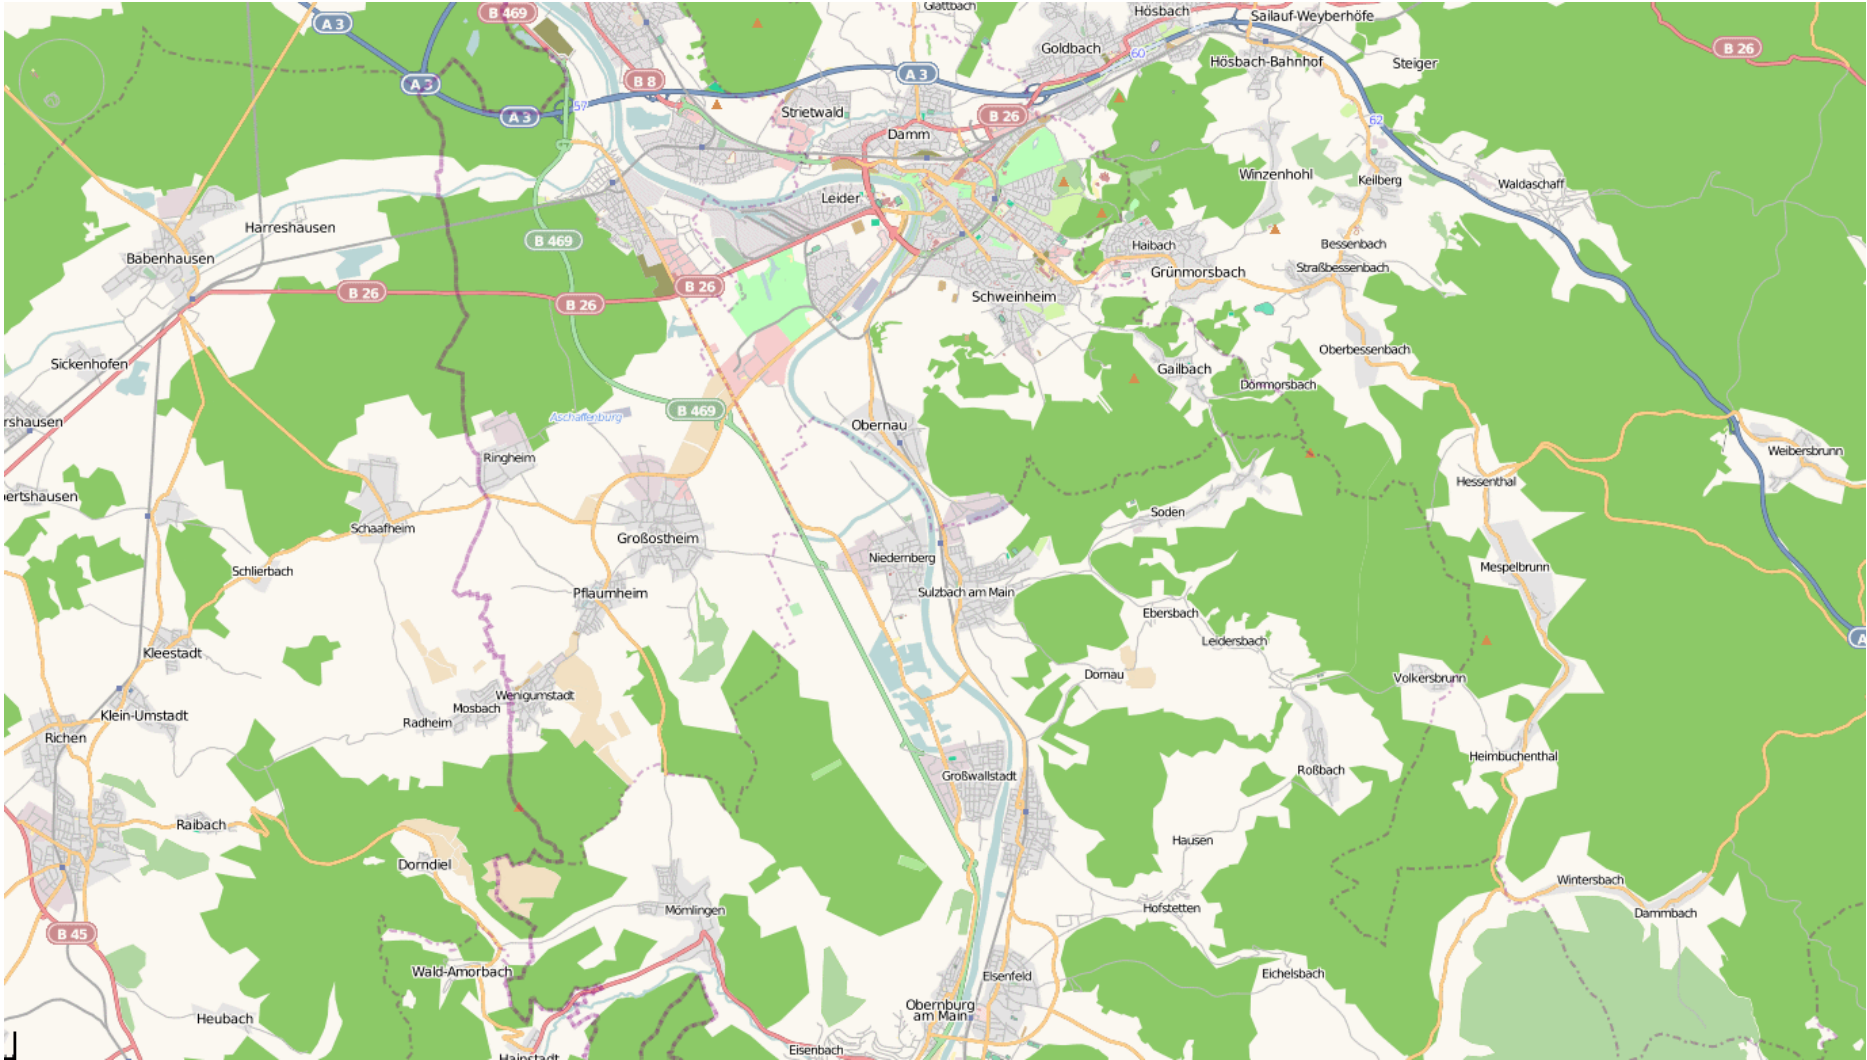 Glattbach
Hösbach
B 469
A 3
Sailauf-Weyberhöfe
Goldbach
B 26
60
Hösbach-Bahnhof
Steiger
A 3
B 8
A 3
57
A 3
Strietwald
B 26
Damm
62
Winzenhohl
Keilberg
Waldaschaff
Leider
Harreshausen
B 469
Haibach
Bessenbach
Babenhausen
Grünmorsbach
Straßbessenbach
B 26
B 26
B 26
Schweinheim
Oberbessenbach
Sickenhofen
Gailbach
Dörrmorsbach
B 469
Aschaffenburg
rshausen
Obernau
Weibersbrunn
Ringheim
Hessenthal
ertshausen
Soden
Schaafheim
Großostheim
Niedernberg
Schlierbach
Mespelbrunn
Pflaumheim
Sulzbach am Main
Ebersbach
Leidersbach
A
Kleestadt
Dornau
Volkersbrunn
Wenigumstadt
Mosbach
Klein-Umstadt
Radheim
Richen
Heimbuchenthal
Roßbach
Großwallstadt
Raibach
Hausen
Dorndiel
Wintersbach
Mömlingen
Hofstetten
Dammbach
B 45
Wald-Amorbach
Elsenfeld
Eichelsbach
Obernburg
am Main
Heubach
Eisenbach
Hainstadt